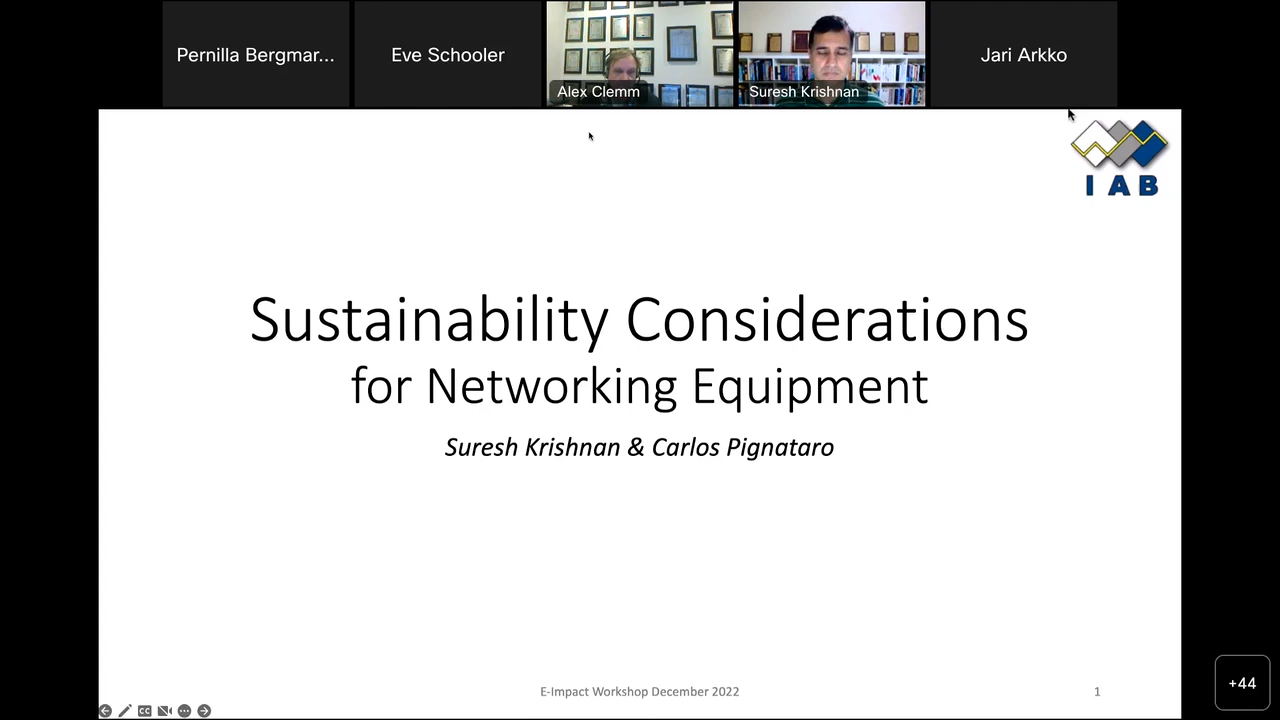 Pernilla Bergmar...
Eve Schooler
Alex Clemm
Suresh Krishnan
Jari Arkko
IAB
Sustainability Considerations
for Networking Equipment
Suresh Krishnan & Carlos Pignataro
E-Impact Workshop December 2022
1
CC
+44